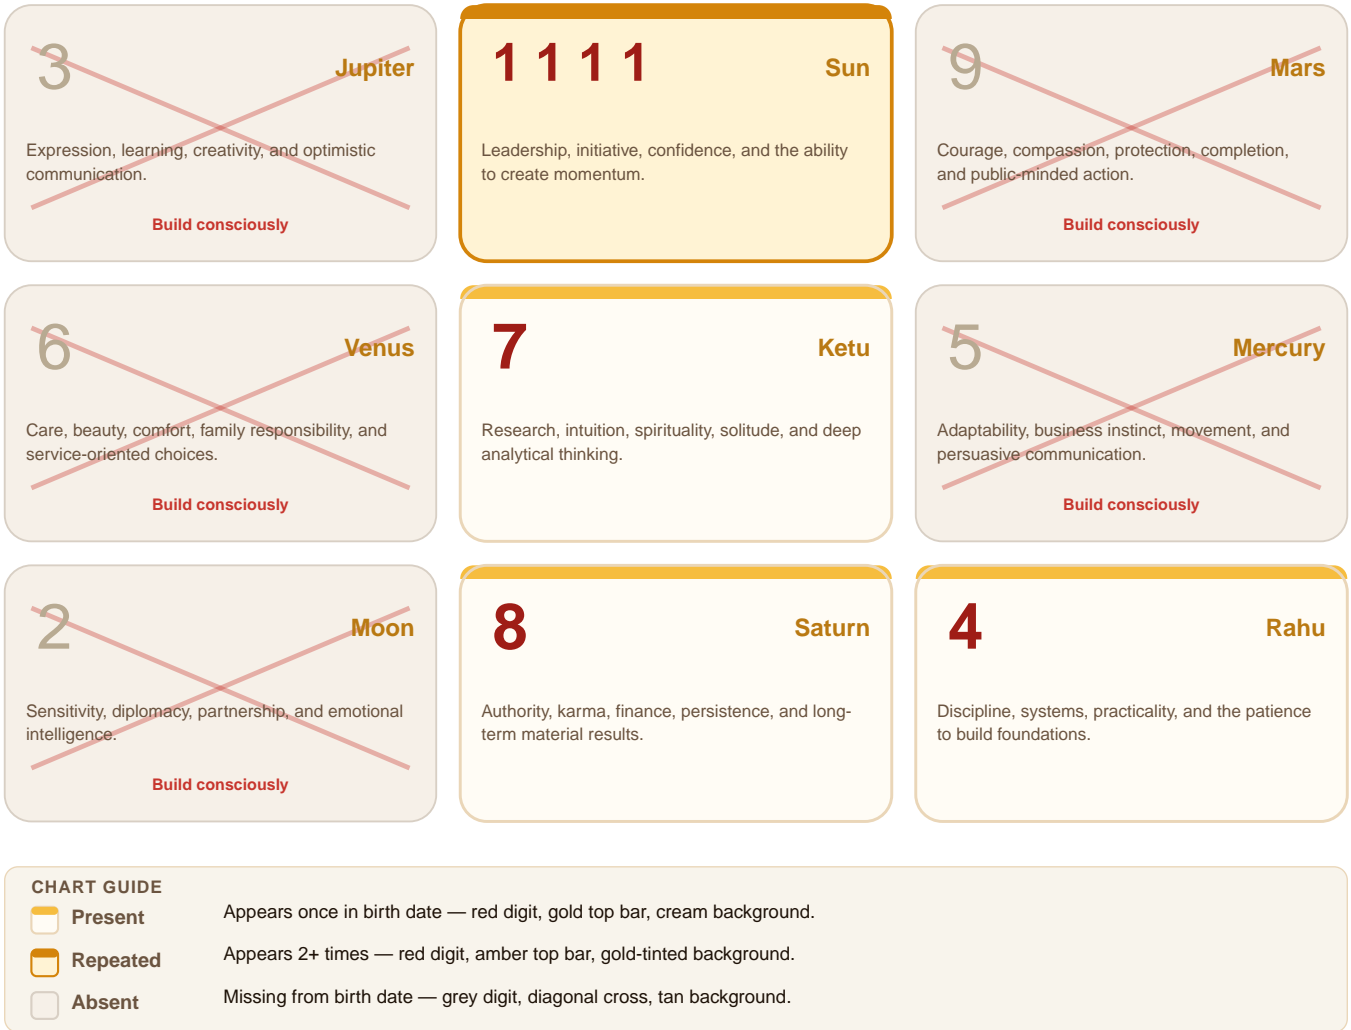 3
Jupiter
Expression, learning, creativity, and optimistic
communication.
Build consciously
1 1 1 1
Sun
Leadership, initiative, confidence, and the ability
to create momentum.
9
Mars
Courage, compassion, protection, completion,
and public-minded action.
Build consciously
6
Venus
Care, beauty, comfort, family responsibility, and
service-oriented choices.
Build consciously
7
Ketu
Research, intuition, spirituality, solitude, and deep
analytical thinking.
5
Mercury
Adaptability, business instinct, movement, and
persuasive communication.
Build consciously
2
Moon
Sensitivity, diplomacy, partnership, and emotional
intelligence.
Build consciously
8
Saturn
Authority, karma, finance, persistence, and long-
term material results.
4
Rahu
Discipline, systems, practicality, and the patience
to build foundations.
CHART GUIDE
Present
Appears once in birth date — red digit, gold top bar, cream background.
Repeated
Appears 2+ times — red digit, amber top bar, gold-tinted background.
Absent
Missing from birth date — grey digit, diagonal cross, tan background.